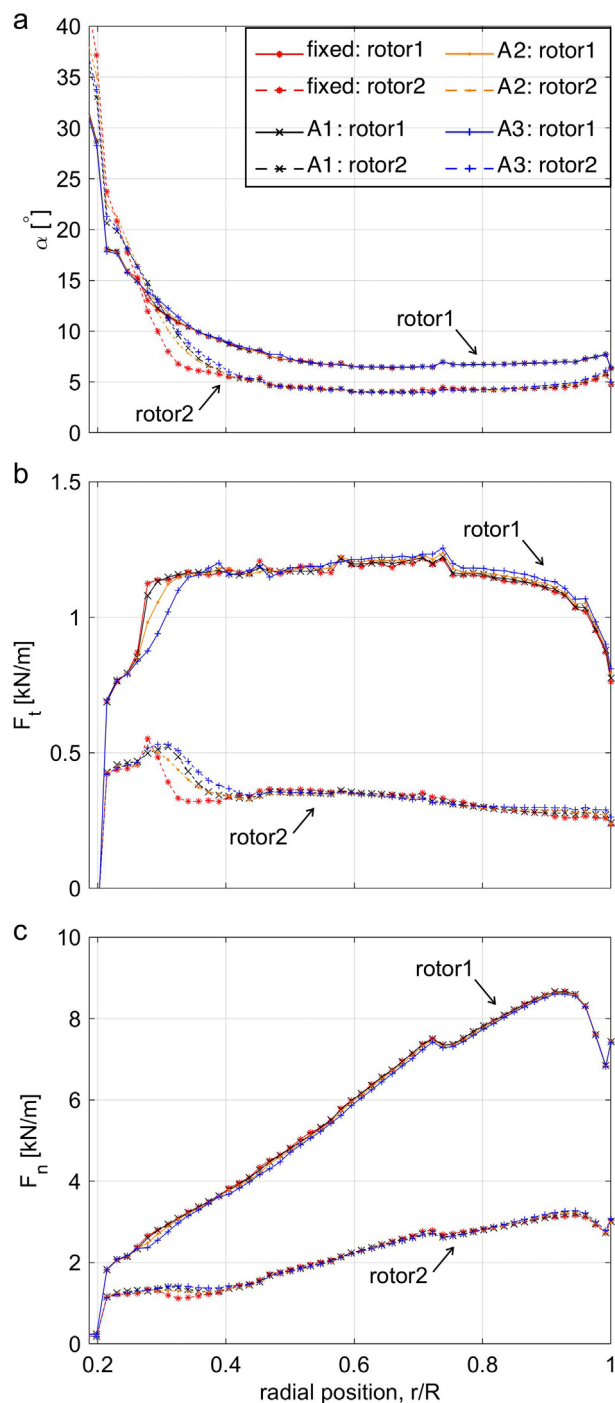 a
40
35
30
25
20
15
10
5
0
α [°]
fixed: rotor1
fixed: rotor2
A1: rotor1
A1: rotor2
A2: rotor1
A2: rotor2
A3: rotor1
A3: rotor2
rotor1
rotor2
b
1.5
1
0.5
0
F_t [kN/m]
rotor1
rotor2
c
10
8
6
4
2
0
F_n [kN/m]
rotor1
rotor2
0.2 0.4 0.6 0.8 1
radial position, r/R